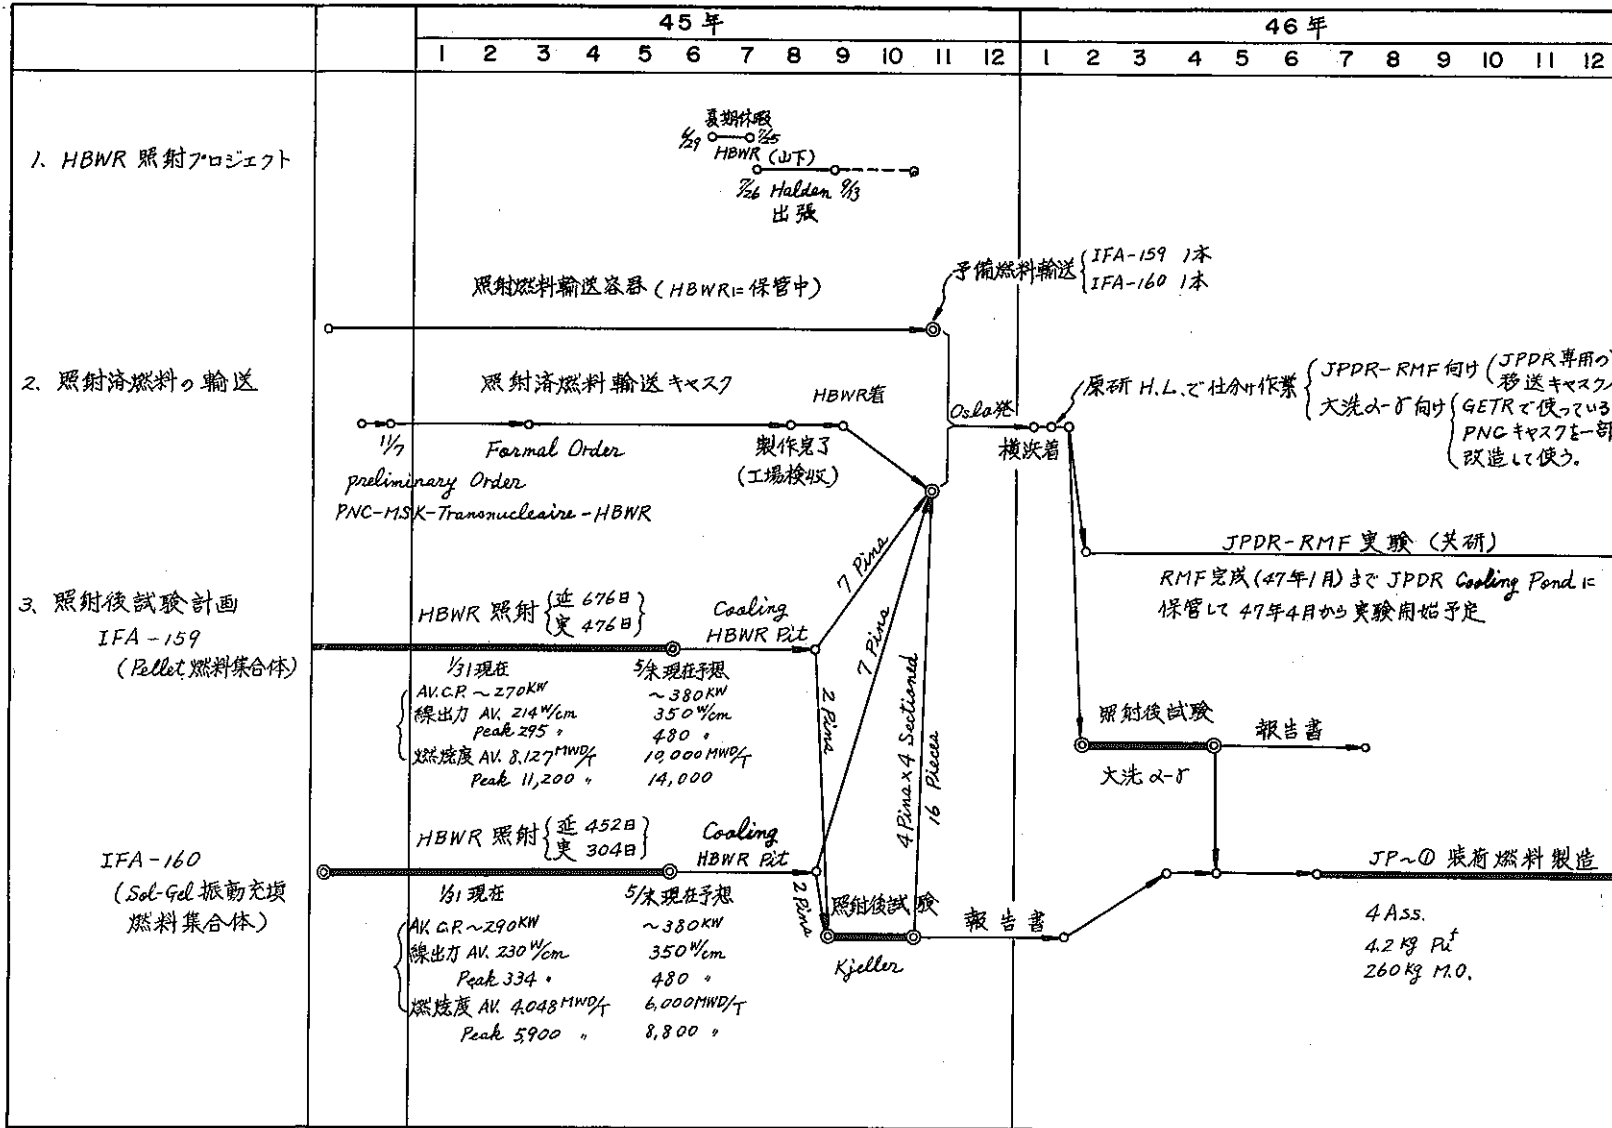 45年
46年
1 2 3 4 5 6 7 8 9 10 11 12 1 2 3 4 5 6 7 8 9 10 11 12
1、HBWR 照射プロジェクト
夏期休暇
6/29 7/25
HBWR (山下)
7/26 Halden 9/13
出張
2、照射済燃料の輸送
照射燃料輸送容器 (HBWRに保管中)
予備燃料輸送 { IFA-159 1本
IFA-160 1本
照射済燃料輸送キャスク
11/7
preliminary Order
PNC-MSK-Transnucleaire-HBWR
Formal Order
製作完了
(工場検収)
HBWR着
Oslo発
横浜着
原研 H.L.で仕分け作業
JPDR-RMF 向け (JPDR専用の
移送キャスク)
大洗α-γ向け { GETRで使っている
PNCキャスクを一部
改造して使う。
JPDR-RMF 実験 (共研)
RMF完成(47年1月)まで JPDR Cooling Pond に
保管して 47年4月から実験開始予定
3、照射後試験計画
IFA-159
(Pellet 燃料集合体)
HBWR 照射 { 延 676日
実 476日 }
Cooling
HBWR Pit
7 Pins
7 Pins
2 Pins
4 Pins×4 Sectioned
16 Pieces
1/31現在 5/末現在予想
AV.C.P. ~270KW ~380KW
線出力 AV. 214W/cm 350W/cm
Peak 295 〃 480 〃
燃焼度 AV. 8,127MWD/T 10,000MWD/T
Peak 11,200 〃 14,000
照射後試験
大洗α-γ
報告書
IFA-160
(Sol-Gel 振動充填
燃料集合体)
HBWR 照射 { 延 452日
実 304日 }
Cooling
HBWR Pit
2 Pins
1/31 現在 5/末現在予想
AV. C.P. ~290KW ~380KW
線出力 AV. 230W/cm 350W/cm
Peak 334 〃 480 〃
燃焼度 AV. 4,048MWD/T 6,000MWD/T
Peak 5,900 〃 8,800 〃
照射後試験
Kjeller
報告書
JP~① 装荷燃料製造
4 Ass.
4.2 kg Puf
260 kg M.O.